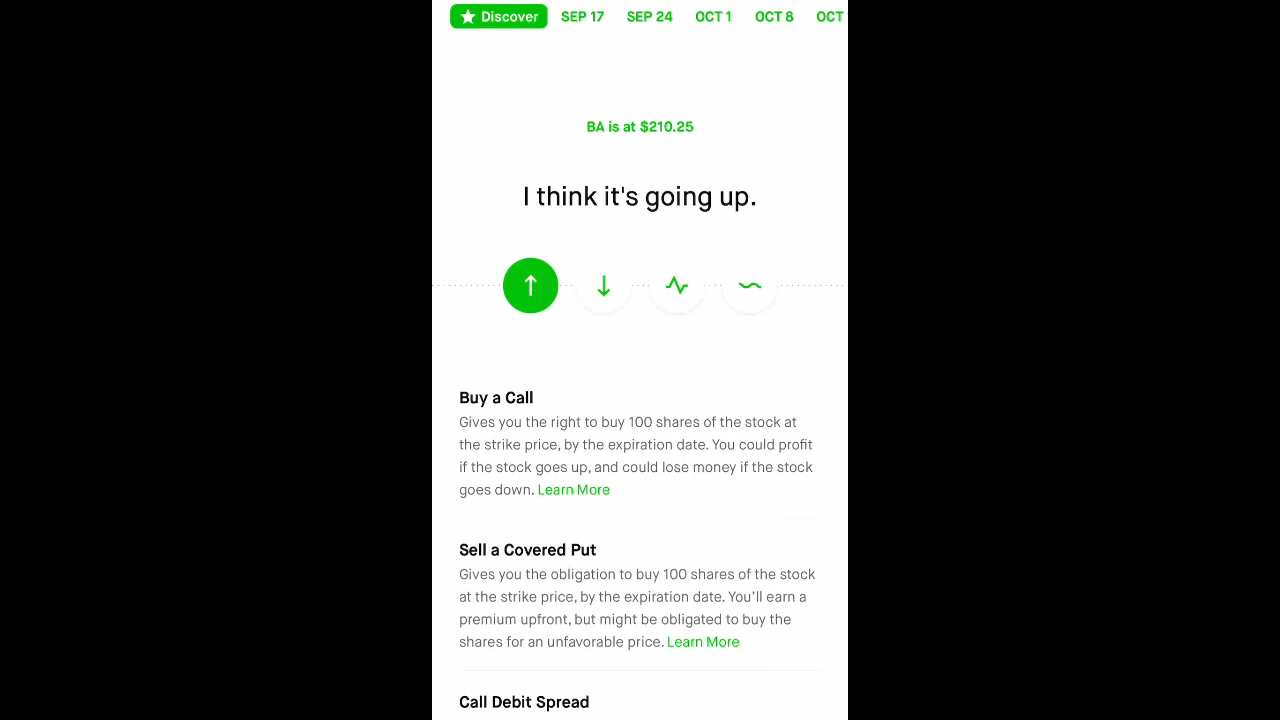 Discover SEP 17 SEP 24 OCT 1 OCT 8 OCT
BA is at $210.25
I think it's going up.
Buy a Call
Gives you the right to buy 100 shares of the stock at
the strike price, by the expiration date. You could profit
if the stock goes up, and could lose money if the stock
goes down. Learn More
Sell a Covered Put
Gives you the obligation to buy 100 shares of the stock
at the strike price, by the expiration date. You'll earn a
premium upfront, but might be obligated to buy the
shares for an unfavorable price. Learn More
Call Debit Spread